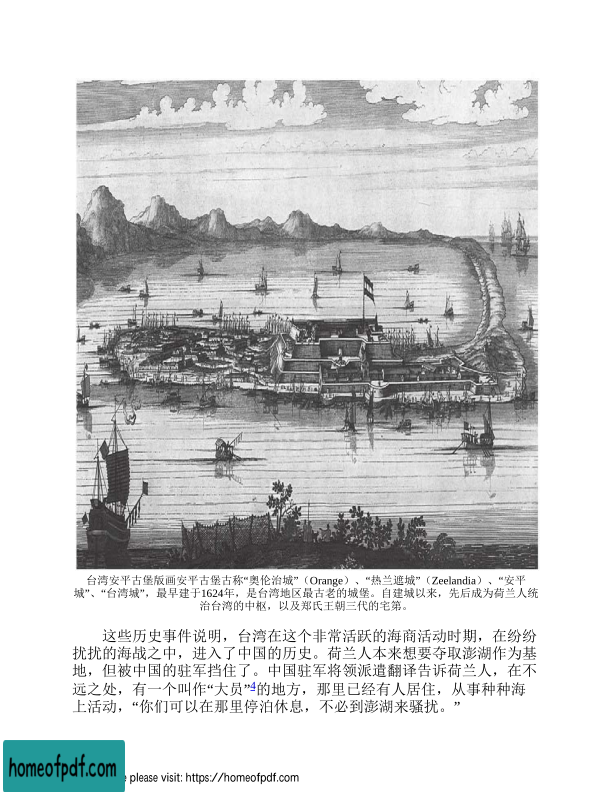 台湾安平古堡版画安平古堡古称“奥伦治城”（Orange）、“热兰遮城”（Zeelandia）、“安平
城”、“台湾城”，最早建于1624年，是台湾地区最古老的城堡。自建城以来，先后成为荷兰人统
治台湾的中枢，以及郑氏王朝三代的宅第。
这些历史事件说明，台湾在这个非常活跃的海商活动时期，在纷纷
扰扰的海战之中，进入了中国的历史。荷兰人本来想要夺取澎湖作为基
地，但被中国的驻军挡住了。中国驻军将领派遣翻译告诉荷兰人，在不
远之处，有一个叫作“大员”4的地方，那里已经有人居住，从事种种海
上活动，“你们可以在那里停泊休息，不必到澎湖来骚扰。”
homeofpdf.com
e please visit: https://homeofpdf.com